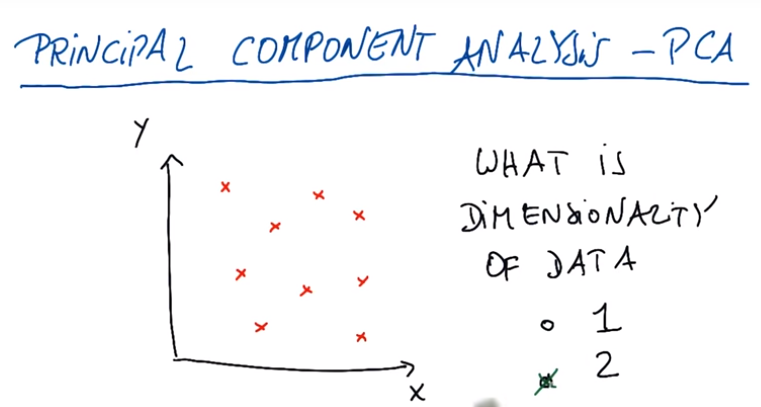 PRINCIPAL COMPONENT ANALYSIS - PCA
Y
WHAT IS
DIMENSIONALITY
OF DATA
1
2
X